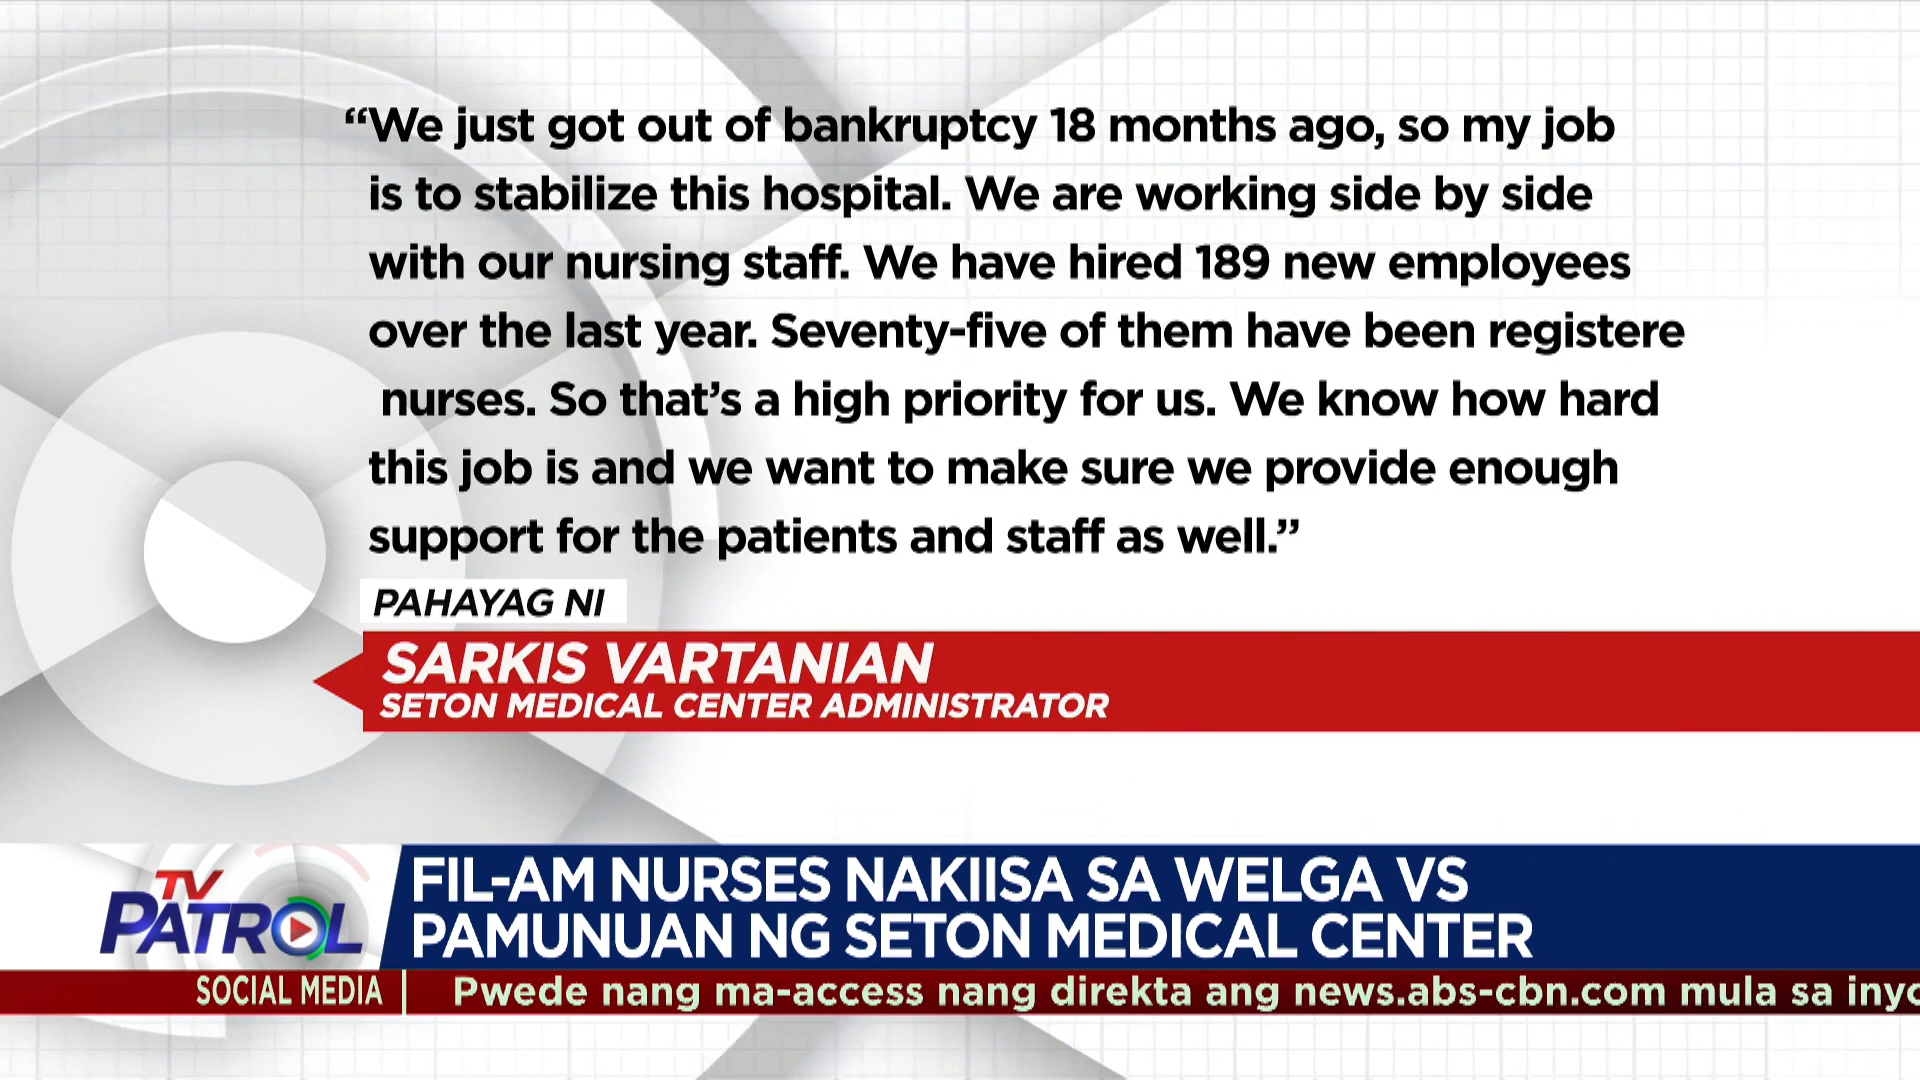 “We just got out of bankruptcy 18 months ago, so my job
is to stabilize this hospital. We are working side by side
with our nursing staff. We have hired 189 new employees
over the last year. Seventy-five of them have been registere
nurses. So that’s a high priority for us. We know how hard
this job is and we want to make sure we provide enough
support for the patients and staff as well.”
PAHAYAG NI
SARKIS VARTANIAN
SETON MEDICAL CENTER ADMINISTRATOR
TV PATROL
FIL-AM NURSES NAKIISA SA WELGA VS
PAMUNUAN NG SETON MEDICAL CENTER
SOCIAL MEDIA
Pwede nang ma-access nang direkta ang news.abs-cbn.com mula sa